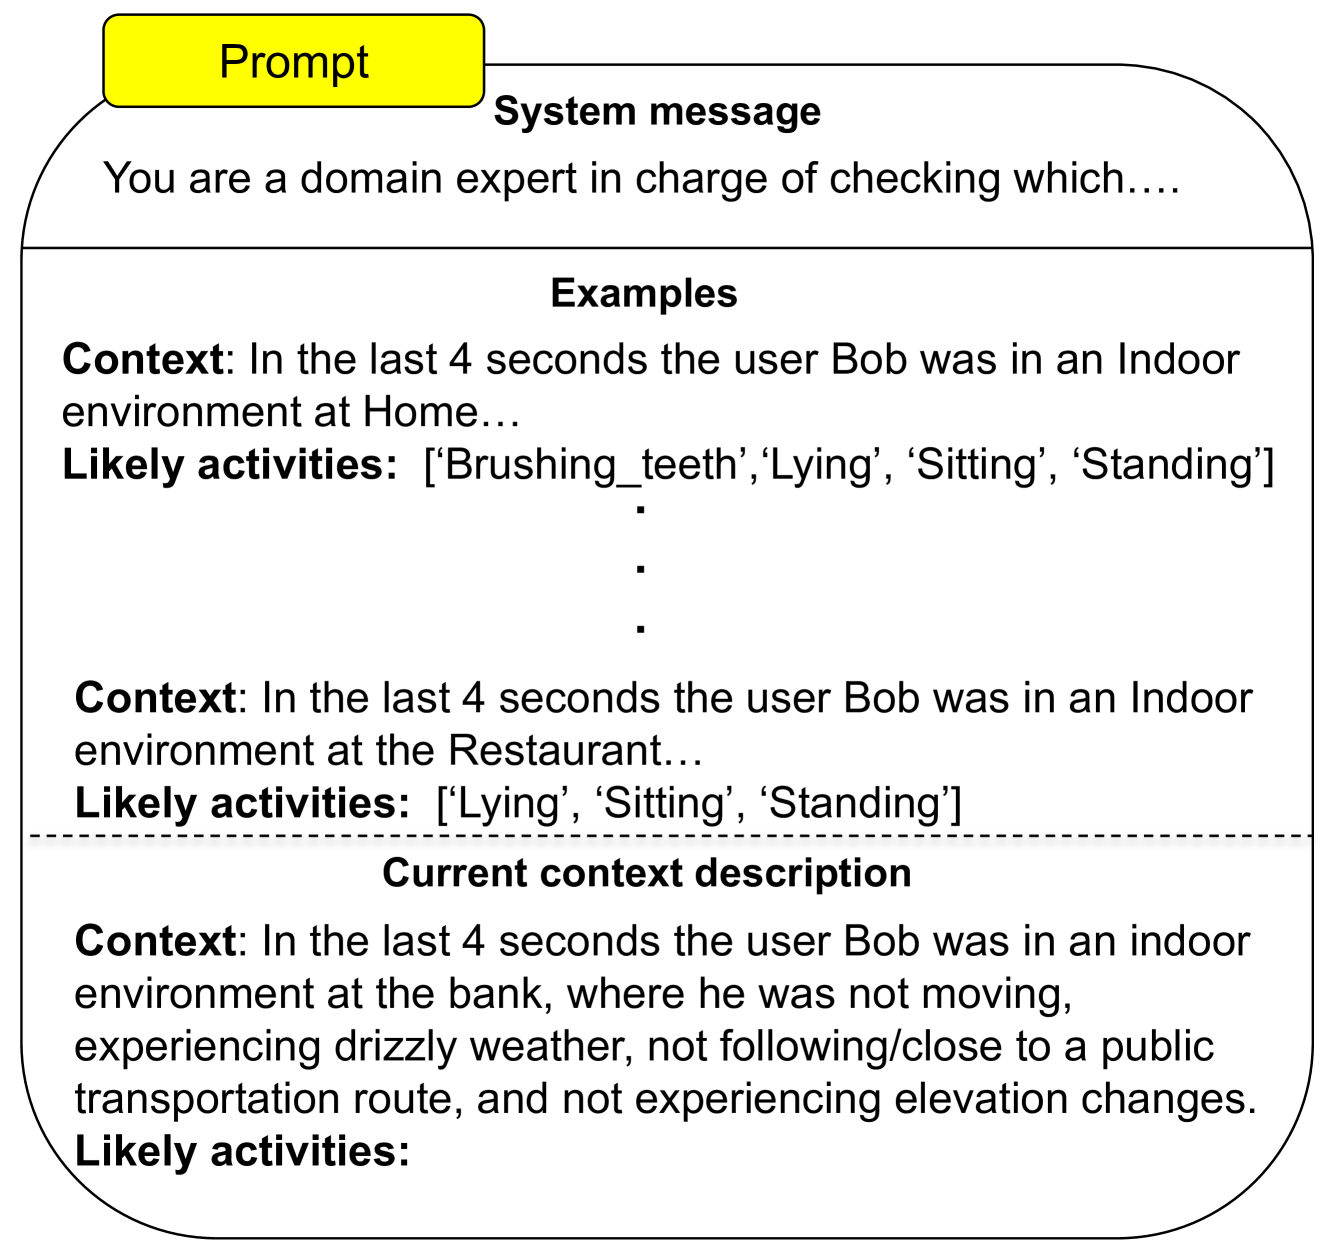 Prompt
System message
You are a domain expert in charge of checking which….
Examples
Context: In the last 4 seconds the user Bob was in an Indoor
environment at Home…
Likely activities:  [‘Brushing_teeth’,‘Lying’, ‘Sitting’, ‘Standing’]
.
.
.
Context: In the last 4 seconds the user Bob was in an Indoor
environment at the Restaurant…
Likely activities:  [‘Lying’, ‘Sitting’, ‘Standing’]
Current context description
Context: In the last 4 seconds the user Bob was in an indoor
environment at the bank, where he was not moving,
experiencing drizzly weather, not following/close to a public
transportation route, and not experiencing elevation changes.
Likely activities: